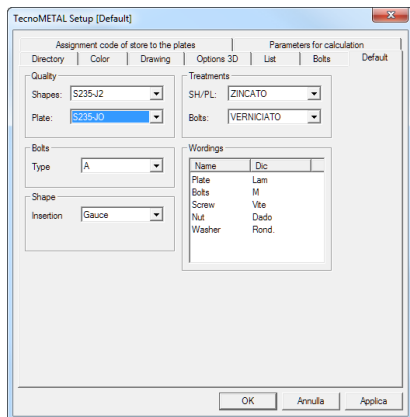 TecnoMETAL Setup [Default]
Assignment code of store to the plates
Parameters for calculation
Directory
Color
Drawing
Options 3D
List
Bolts
Default
Quality
Shapes: S235-J2
Plate: S235-JO
Treatments
SH/PL: ZINCATO
Bolts: VERNICIATO
Bolts
Type A
Shape
Insertion Gauce
Wordings
Name Dic
Plate Lam
Bolts M
Screw Vite
Nut Dado
Washer Rond.
OK
Annulla
Applica